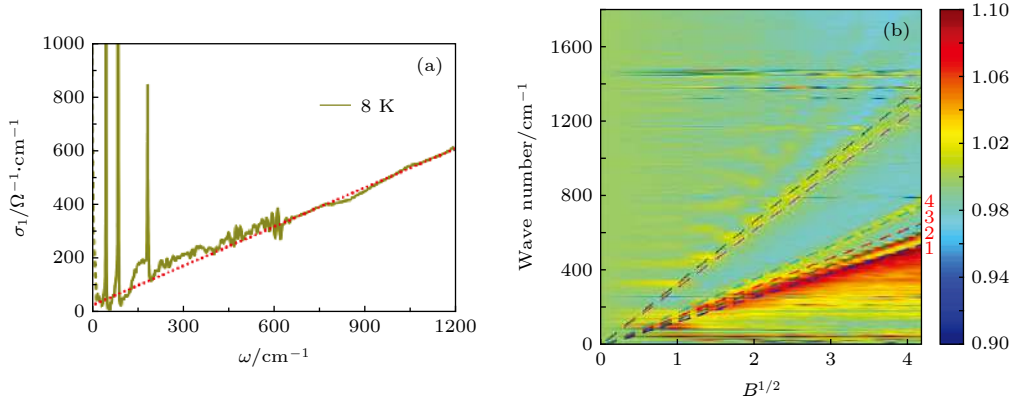 (a)
1000
800
600
400
200
0
σ₁/Ω⁻¹·cm⁻¹
8 K
0 300 600 900 1200
ω/cm⁻¹
(b)
1600
1200
800
400
0
Wave number/cm⁻¹
4
3
2
1
0 1 2 3 4
B^{1/2}
1.10
1.06
1.02
0.98
0.94
0.90